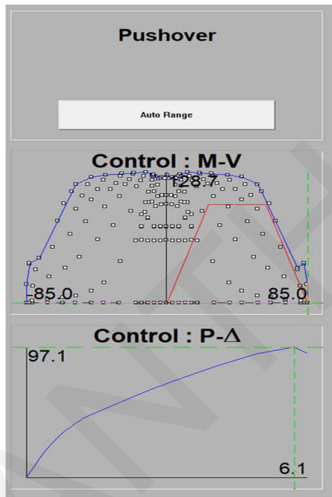 Pushover
Auto Range
Control : M-V
128.7
-85.0 85.0
Control : P-Δ
97.1
6.1